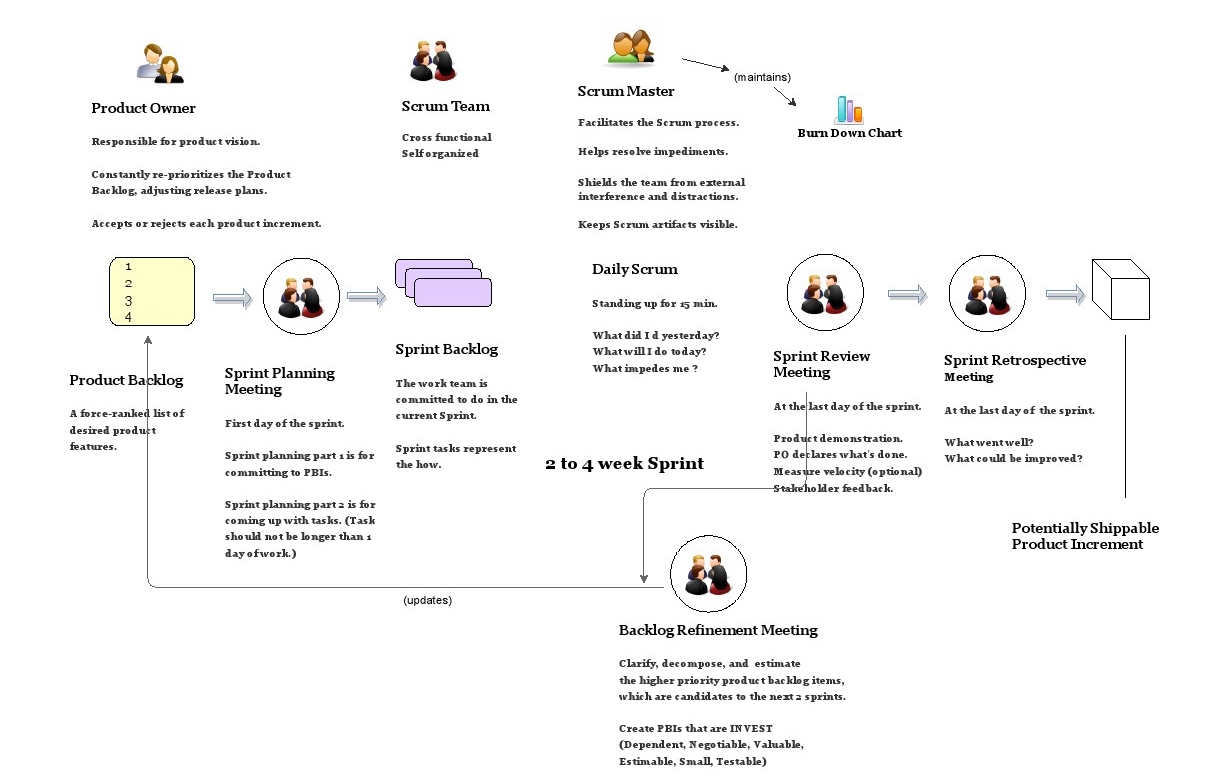 Product Owner
Responsible for product vision.
Constantly re-prioritizes the Product
Backlog, adjusting release plans.
Accepts or rejects each product increment.
Scrum Team
Cross functional
Self organized
Scrum Master
Facilitates the Scrum process.
Helps resolve impediments.
Shields the team from external
interference and distractions.
Keeps Scrum artifacts visible.
(maintains)
Burn Down Chart
1
2
3
4
Product Backlog
A force-ranked list of
desired product
features.
Sprint Planning
Meeting
First day of the sprint.
Sprint planning part 1 is for
committing to PBIs.
Sprint planning part 2 is for
coming up with tasks. (Task
should not be longer than 1
day of work.)
Sprint Backlog
The work team is
committed to do in the
current Sprint.
Sprint tasks represent
the how.
Daily Scrum
Standing up for 15 min.
What did I d yesterday?
What will I do today?
What impedes me ?
2 to 4 week Sprint
Sprint Review
Meeting
At the last day of the sprint.
Product demonstration.
PO declares what's done.
Measure velocity (optional)
Stakeholder feedback.
Sprint Retrospective
Meeting
At the last day of the sprint.
What went well?
What could be improved?
Potentially Shippable
Product Increment
(updates)
Backlog Refinement Meeting
Clarify, decompose, and estimate
the higher priority product backlog items,
which are candidates to the next 2 sprints.
Create PBIs that are INVEST
(Dependent, Negotiable, Valuable,
Estimable, Small, Testable)